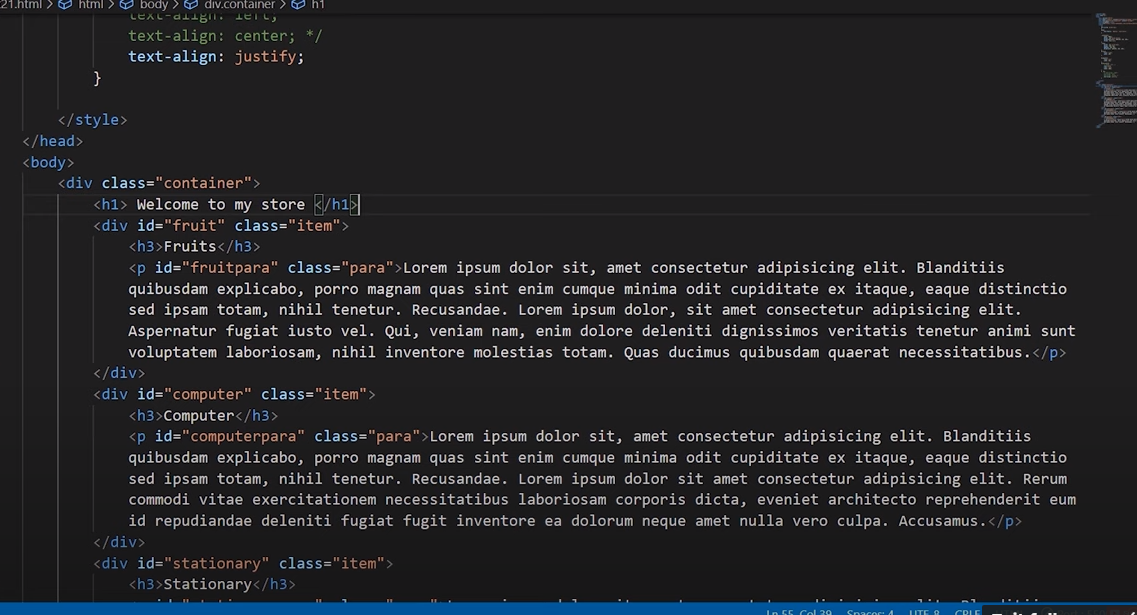 21.html > html > body > div.container > h1
text-align: left;
text-align: center; */
text-align: justify;
}
</style>
</head>
<body>
<div class="container">
<h1> Welcome to my store </h1>
<div id="fruit" class="item">
<h3>Fruits</h3>
<p id="fruitpara" class="para">Lorem ipsum dolor sit, amet consectetur adipisicing elit. Blanditiis
quibusdam explicabo, porro magnam quas sint enim cumque minima odit cupiditate ex itaque, eaque distinctio
sed ipsam totam, nihil tenetur. Recusandae. Lorem ipsum dolor, sit amet consectetur adipisicing elit.
Aspernatur fugiat iusto vel. Qui, veniam nam, enim dolore deleniti dignissimos veritatis tenetur animi sunt
voluptatem laboriosam, nihil inventore molestias totam. Quas ducimus quibusdam quaerat necessitatibus.</p>
</div>
<div id="computer" class="item">
<h3>Computer</h3>
<p id="computerpara" class="para">Lorem ipsum dolor sit, amet consectetur adipisicing elit. Blanditiis
quibusdam explicabo, porro magnam quas sint enim cumque minima odit cupiditate ex itaque, eaque distinctio
sed ipsam totam, nihil tenetur. Recusandae. Lorem ipsum dolor sit amet consectetur adipisicing elit. Rerum
commodi vitae exercitationem necessitatibus laboriosam corporis dicta, eveniet architecto reprehenderit eum
id repudiandae deleniti fugiat fugit inventore ea dolorum neque amet nulla vero culpa. Accusamus.</p>
</div>
<div id="stationary" class="item">
<h3>Stationary</h3>
Ln 55, Col 39 Spaces: 4 UTF-8 CRLF